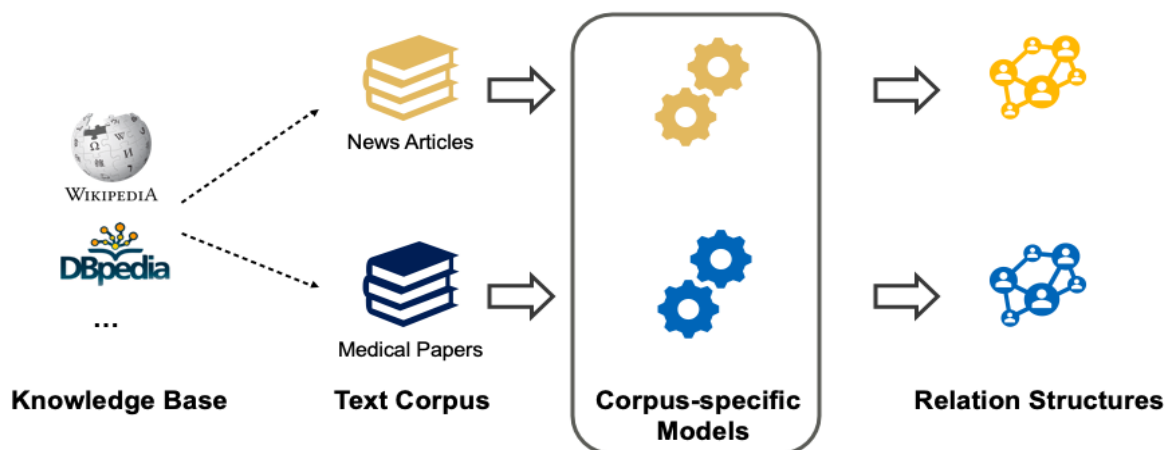 News Articles
Ω W
И
WIKIPEDIA
DBpedia
...
Medical Papers
Knowledge Base
Text Corpus
Corpus-specific
Models
Relation Structures